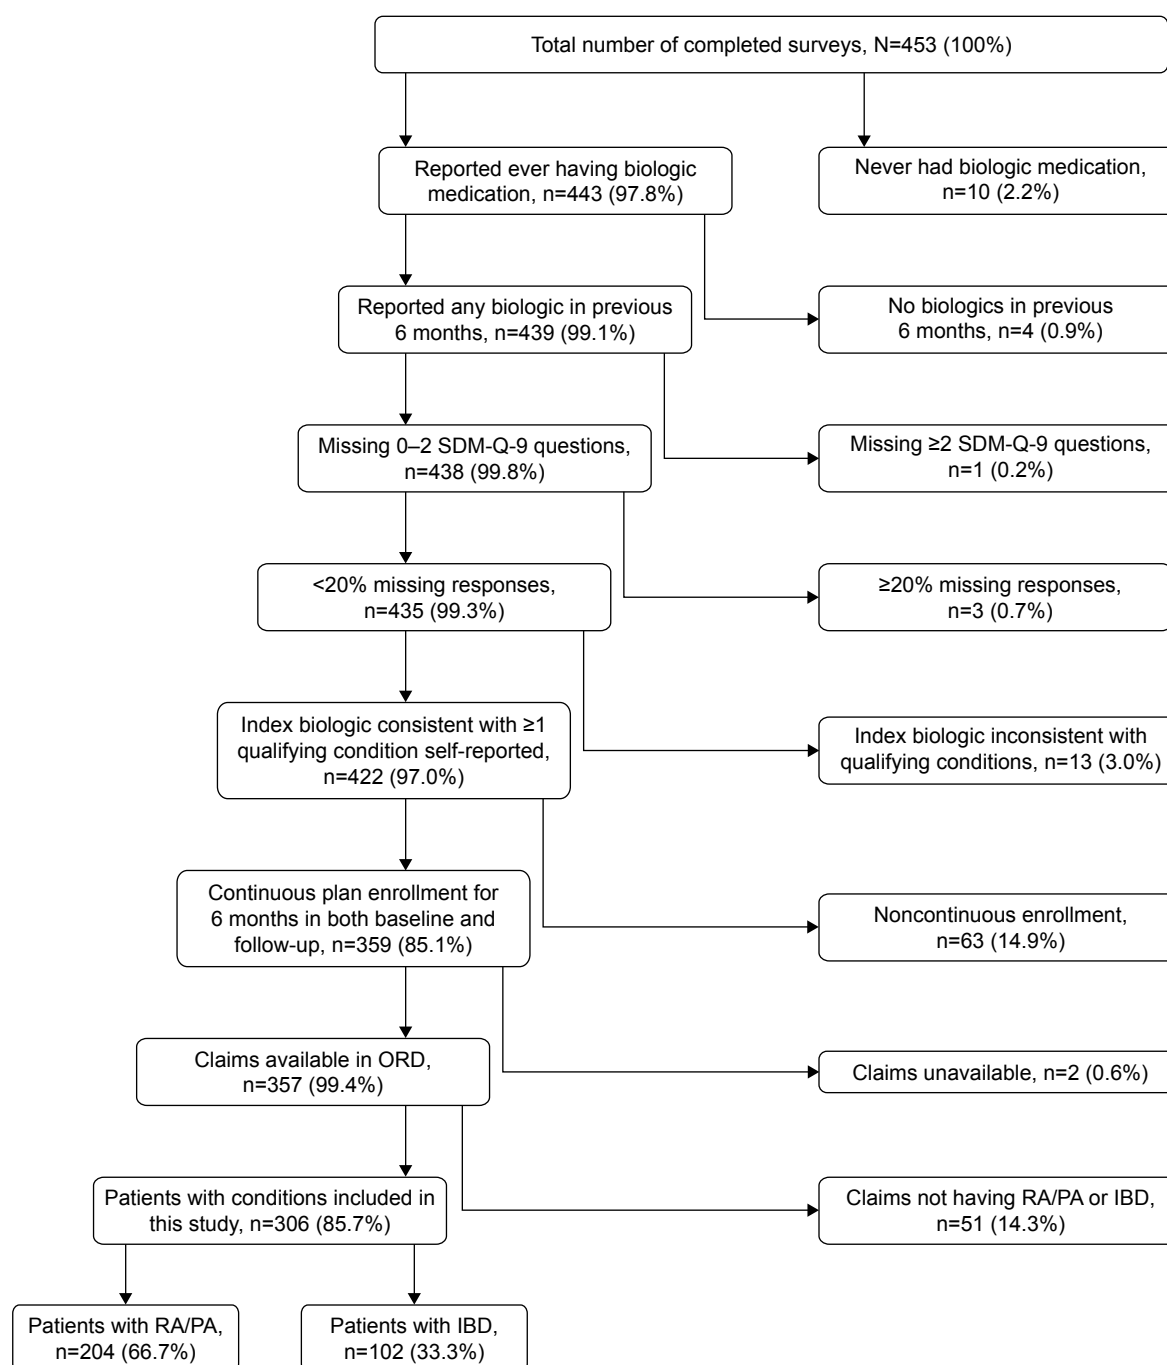 Total number of completed surveys, N=453 (100%)
Reported ever having biologic
medication, n=443 (97.8%)
Never had biologic medication,
n=10 (2.2%)
Reported any biologic in previous
6 months, n=439 (99.1%)
No biologics in previous
6 months, n=4 (0.9%)
Missing 0–2 SDM-Q-9 questions,
n=438 (99.8%)
Missing ≥2 SDM-Q-9 questions,
n=1 (0.2%)
<20% missing responses,
n=435 (99.3%)
≥20% missing responses,
n=3 (0.7%)
Index biologic consistent with ≥1
qualifying condition self-reported,
n=422 (97.0%)
Index biologic inconsistent with
qualifying conditions, n=13 (3.0%)
Continuous plan enrollment for
6 months in both baseline and
follow-up, n=359 (85.1%)
Noncontinuous enrollment,
n=63 (14.9%)
Claims available in ORD,
n=357 (99.4%)
Claims unavailable, n=2 (0.6%)
Patients with conditions included in
this study, n=306 (85.7%)
Claims not having RA/PA or IBD,
n=51 (14.3%)
Patients with RA/PA,
n=204 (66.7%)
Patients with IBD,
n=102 (33.3%)